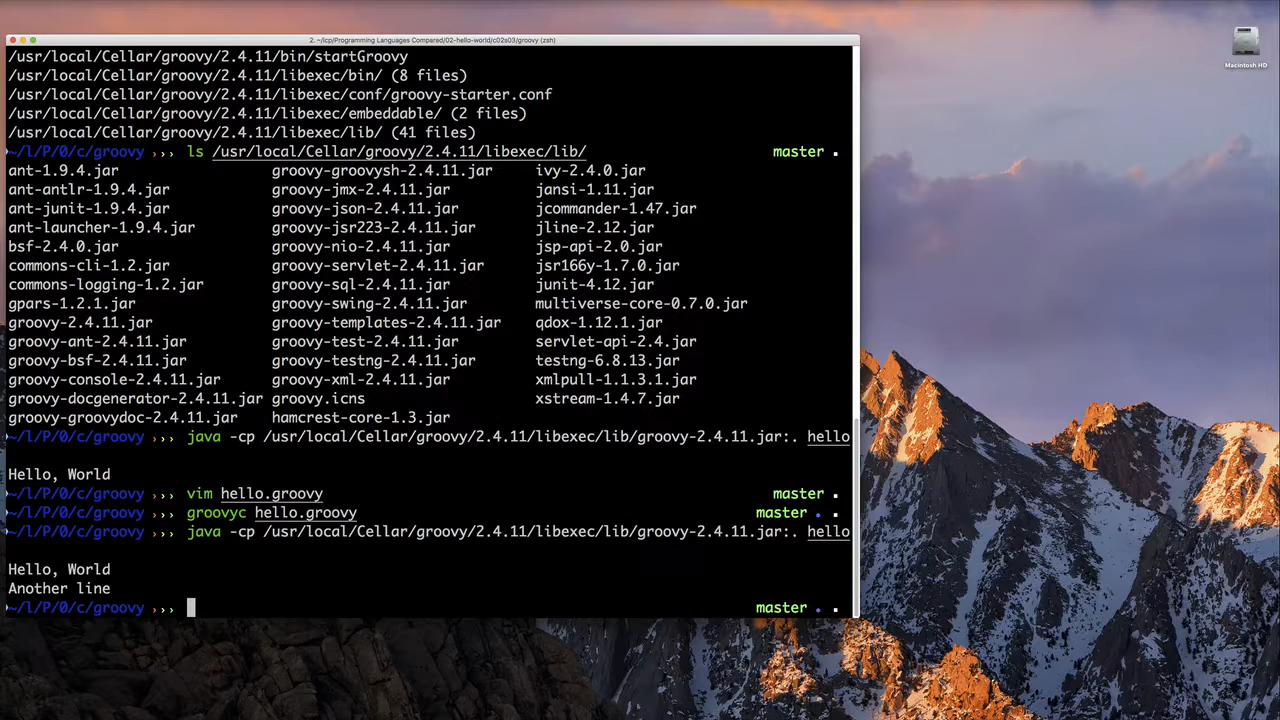 2. ~/lcp/Programming Languages Compared/02-hello-world/c02s03/groovy (zsh)
/usr/local/Cellar/groovy/2.4.11/bin/startGroovy
/usr/local/Cellar/groovy/2.4.11/libexec/bin/ (8 files)
/usr/local/Cellar/groovy/2.4.11/libexec/conf/groovy-starter.conf
/usr/local/Cellar/groovy/2.4.11/libexec/embeddable/ (2 files)
/usr/local/Cellar/groovy/2.4.11/libexec/lib/ (41 files)
~/l/P/0/c/groovy ››› ls /usr/local/Cellar/groovy/2.4.11/libexec/lib/ master
ant-1.9.4.jar groovy-groovysh-2.4.11.jar ivy-2.4.0.jar
ant-antlr-1.9.4.jar groovy-jmx-2.4.11.jar jansi-1.11.jar
ant-junit-1.9.4.jar groovy-json-2.4.11.jar jcommander-1.47.jar
ant-launcher-1.9.4.jar groovy-jsr223-2.4.11.jar jline-2.12.jar
bsf-2.4.0.jar groovy-nio-2.4.11.jar jsp-api-2.0.jar
commons-cli-1.2.jar groovy-servlet-2.4.11.jar jsr166y-1.7.0.jar
commons-logging-1.2.jar groovy-sql-2.4.11.jar junit-4.12.jar
gpars-1.2.1.jar groovy-swing-2.4.11.jar multiverse-core-0.7.0.jar
groovy-2.4.11.jar groovy-templates-2.4.11.jar qdox-1.12.1.jar
groovy-ant-2.4.11.jar groovy-test-2.4.11.jar servlet-api-2.4.jar
groovy-bsf-2.4.11.jar groovy-testng-2.4.11.jar testng-6.8.13.jar
groovy-console-2.4.11.jar groovy-xml-2.4.11.jar xmlpull-1.1.3.1.jar
groovy-docgenerator-2.4.11.jar groovy.icns xstream-1.4.7.jar
groovy-groovydoc-2.4.11.jar hamcrest-core-1.3.jar
~/l/P/0/c/groovy ››› java -cp /usr/local/Cellar/groovy/2.4.11/libexec/lib/groovy-2.4.11.jar:. hello
Hello, World
~/l/P/0/c/groovy ››› vim hello.groovy master
~/l/P/0/c/groovy ››› groovyc hello.groovy master
~/l/P/0/c/groovy ››› java -cp /usr/local/Cellar/groovy/2.4.11/libexec/lib/groovy-2.4.11.jar:. hello
Hello, World
Another line
~/l/P/0/c/groovy ››› master
Macintosh HD